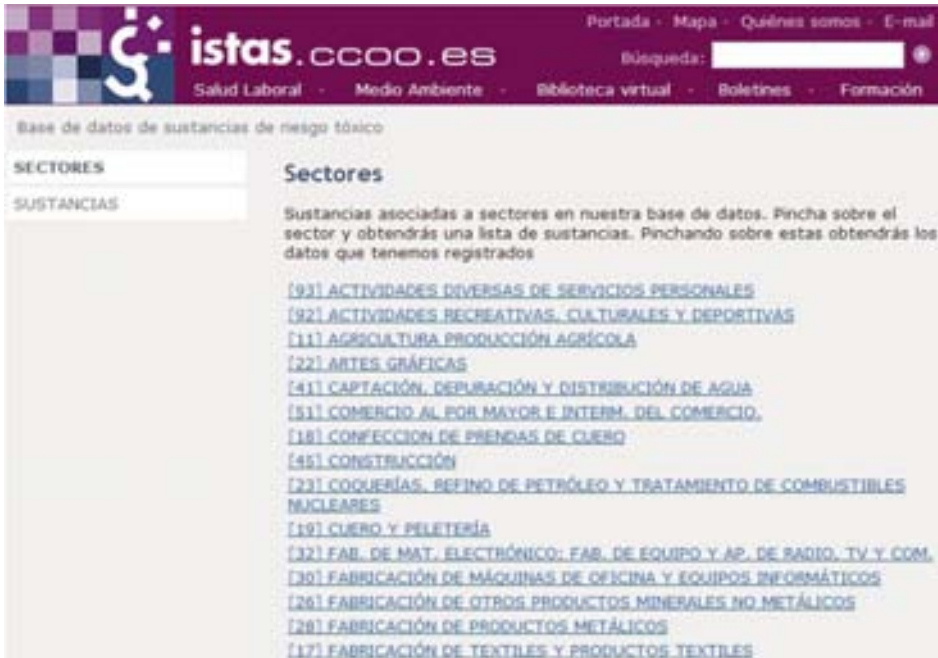 Portada - Mapa - Quiénes somos - E-mail
istas.ccoo.es
Búsqueda:
Salud Laboral - Medio Ambiente - Biblioteca virtual - Boletines - Formación
Base de datos de sustancias de riesgo tóxico
SECTORES
SUSTANCIAS
Sectores
Sustancias asociadas a sectores en nuestra base de datos. Pincha sobre el
sector y obtendrás una lista de sustancias. Pinchando sobre estas obtendrás los
datos que tenemos registrados
[93] ACTIVIDADES DIVERSAS DE SERVICIOS PERSONALES
[92] ACTIVIDADES RECREATIVAS, CULTURALES Y DEPORTIVAS
[11] AGRICULTURA PRODUCCIÓN AGRÍCOLA
[22] ARTES GRÁFICAS
[41] CAPTACIÓN, DEPURACIÓN Y DISTRIBUCIÓN DE AGUA
[51] COMERCIO AL POR MAYOR E INTERM. DEL COMERCIO.
[18] CONFECCION DE PRENDAS DE CUERO
[45] CONSTRUCCIÓN
[23] COQUERÍAS, REFINO DE PETRÓLEO Y TRATAMIENTO DE COMBUSTIBLES
NUCLEARES
[19] CUERO Y PELETERÍA
[32] FAB. DE MAT. ELECTRÓNICO; FAB. DE EQUIPO Y AP. DE RADIO, TV Y COM.
[30] FABRICACIÓN DE MÁQUINAS DE OFICINA Y EQUIPOS INFORMÁTICOS
[26] FABRICACIÓN DE OTROS PRODUCTOS MINERALES NO METÁLICOS
[28] FABRICACIÓN DE PRODUCTOS METÁLICOS
[17] FABRICACIÓN DE TEXTILES Y PRODUCTOS TEXTILES